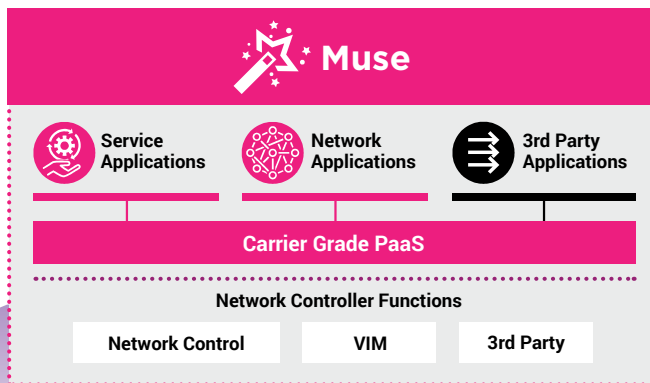 Muse
Service
Applications
Network
Applications
3rd Party
Applications
Carrier Grade PaaS
Network Controller Functions
Network Control
VIM
3rd Party